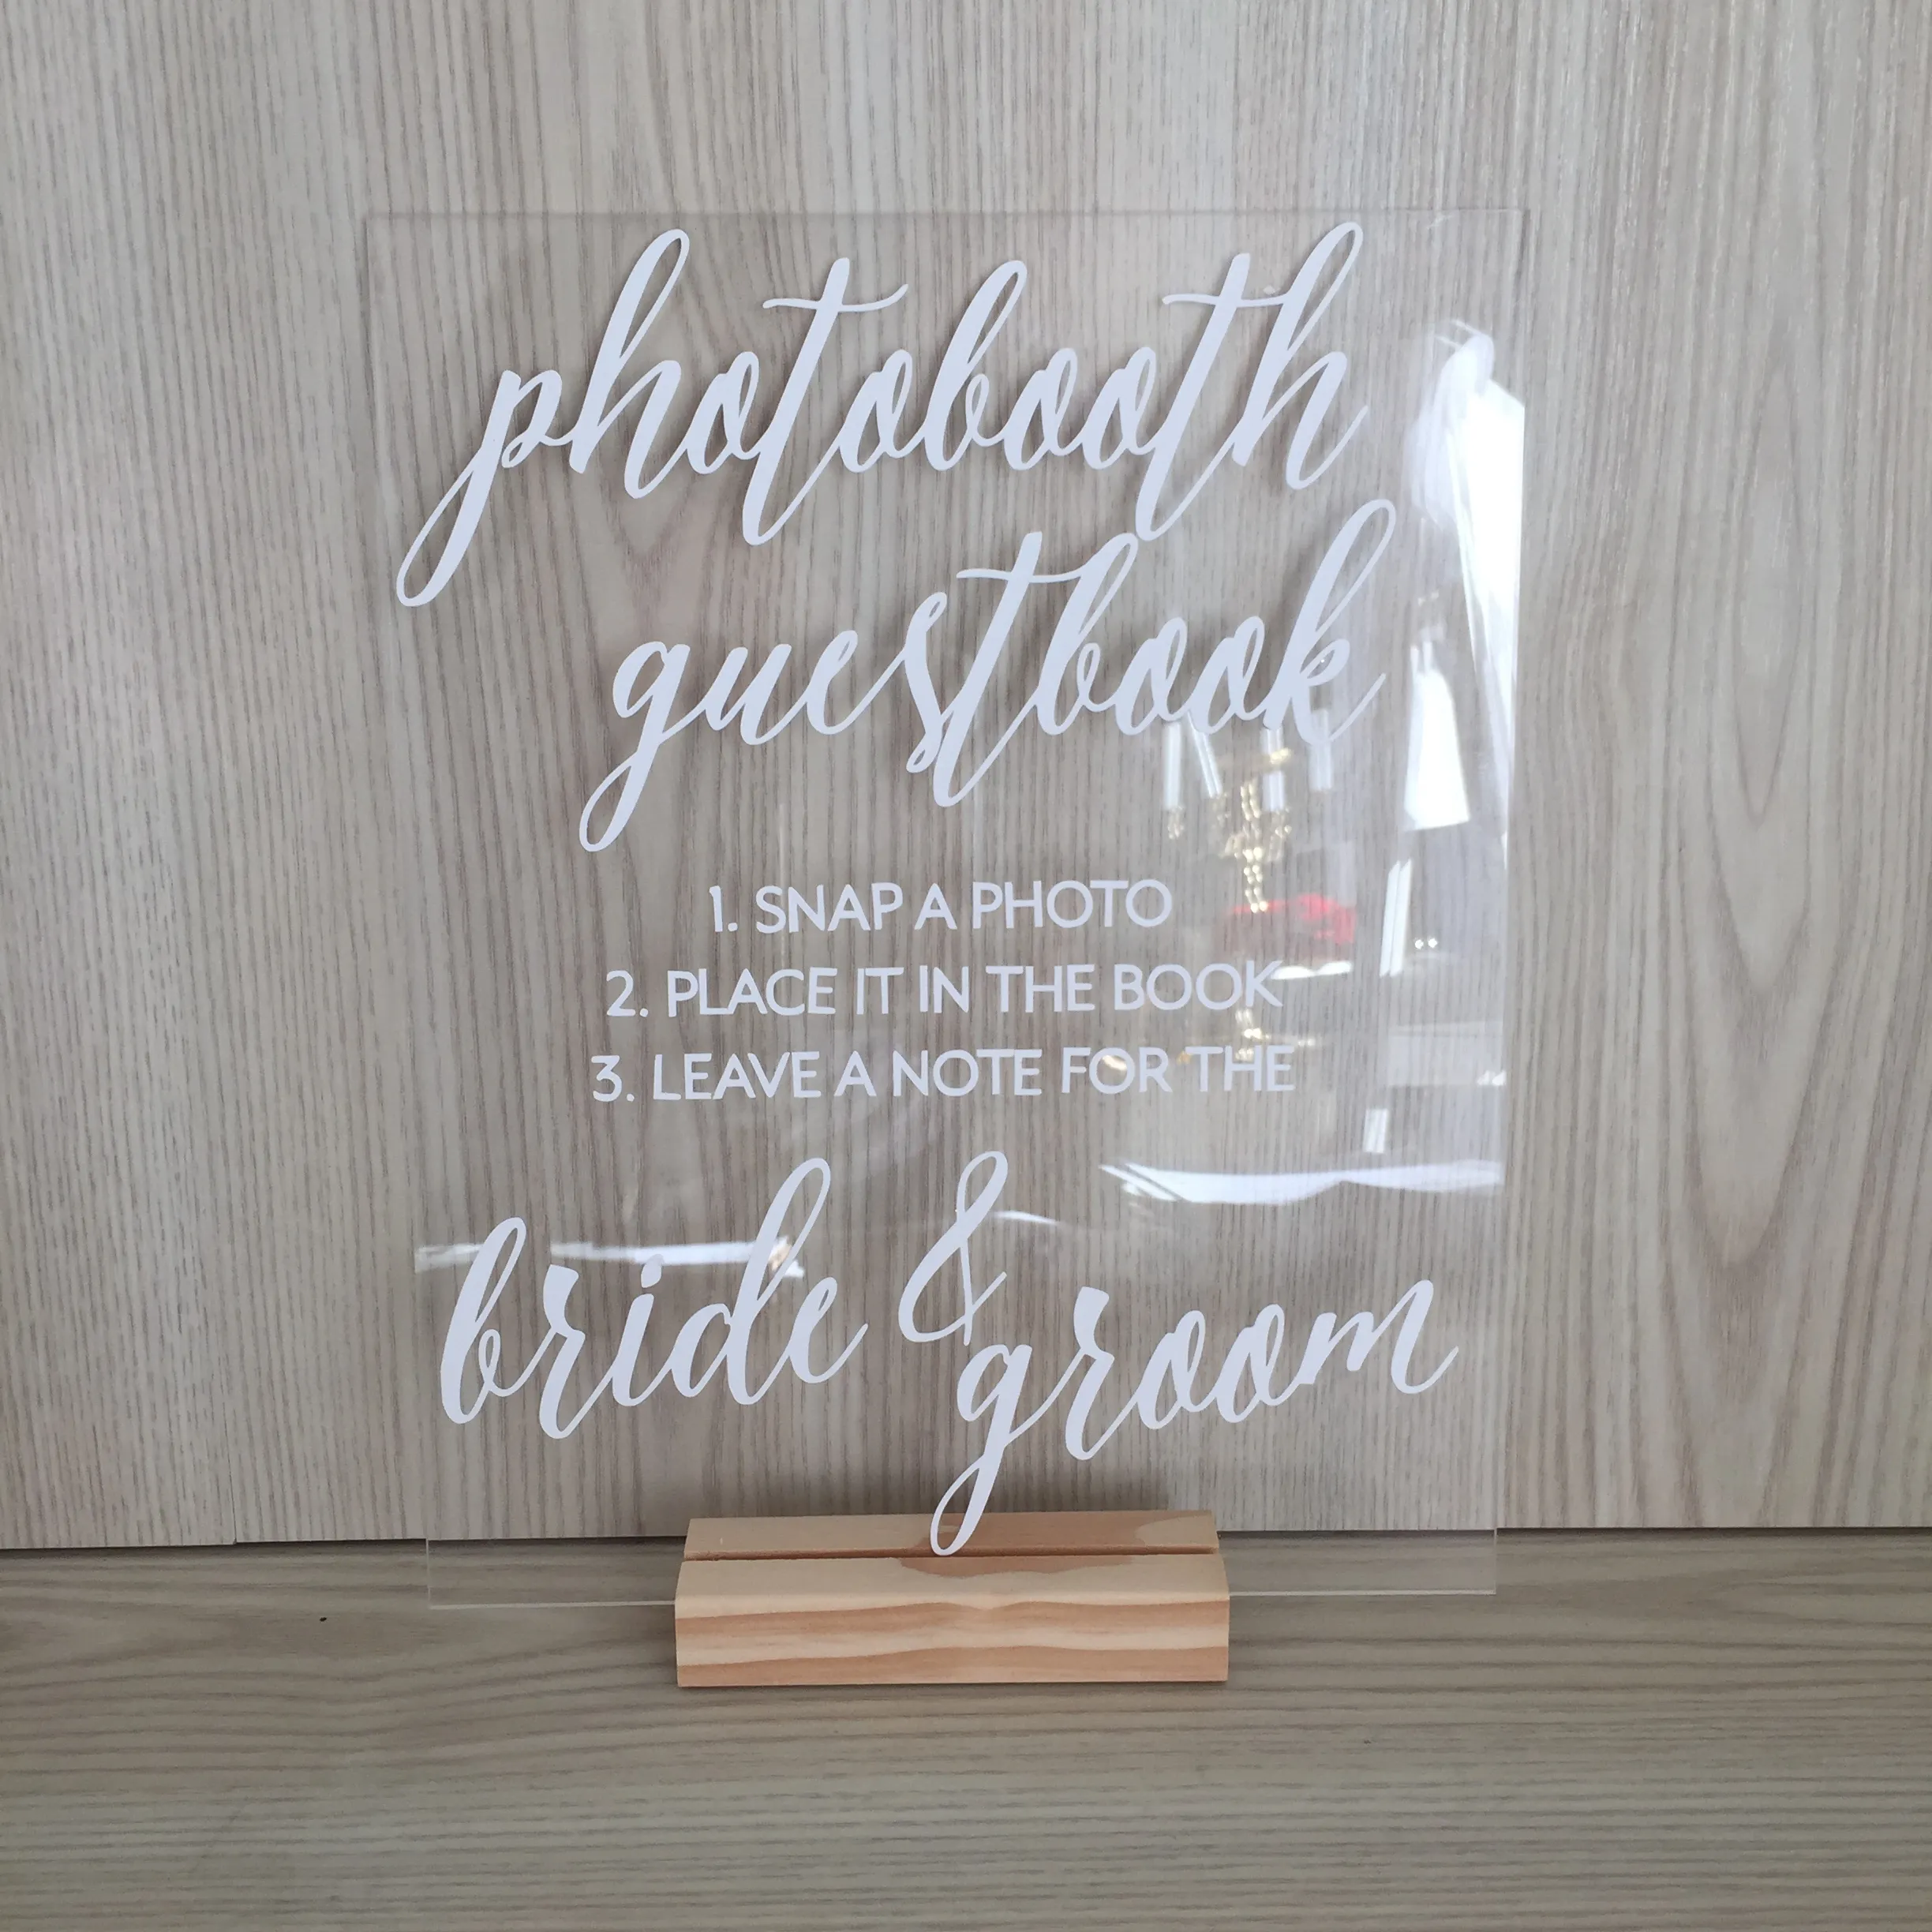 photobooth
guestbook
1. SNAP A PHOTO
2. PLACE IT IN THE BOOK
3. LEAVE A NOTE FOR THE
bride & groom